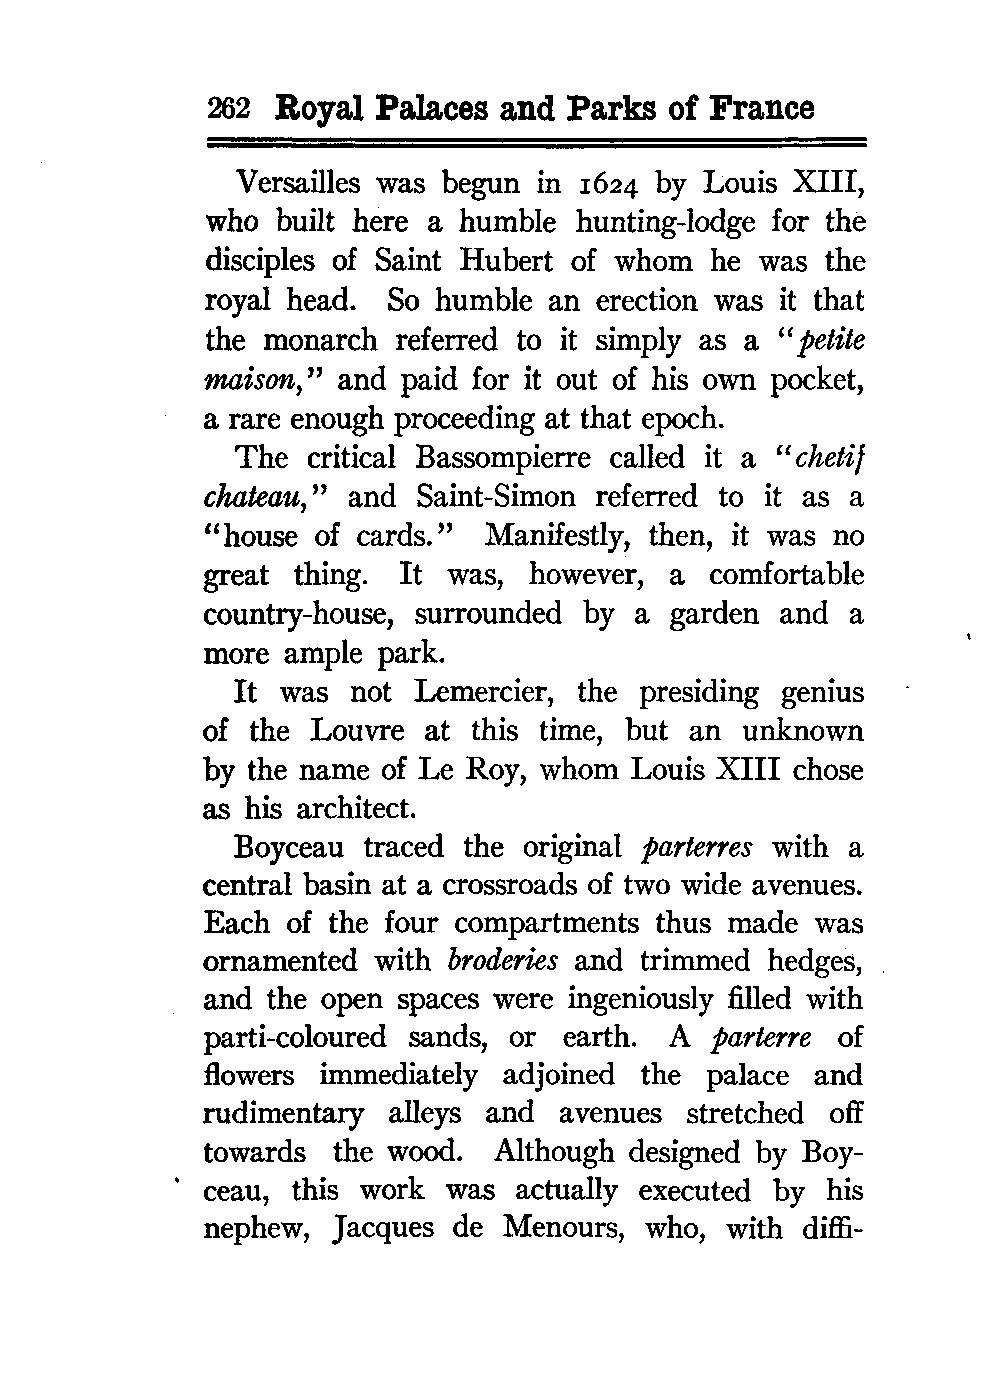 262 Royal Palaces and Parks of France
Versailles was begun in 1624 by Louis XIII,
who built here a humble hunting-lodge for the
disciples of Saint Hubert of whom he was the
royal head. So humble an erection was it that
the monarch referred to it simply as a "petite
maison," and paid for it out of his own pocket,
a rare enough proceeding at that epoch.
The critical Bassompierre called it a "chetif
chateau," and Saint-Simon referred to it as a
"house of cards." Manifestly, then, it was no
great thing. It was, however, a comfortable
country-house, surrounded by a garden and a
more ample park.
It was not Lemercier, the presiding genius
of the Louvre at this time, but an unknown
by the name of Le Roy, whom Louis XIII chose
as his architect.
Boyceau traced the original parterres with a
central basin at a crossroads of two wide avenues.
Each of the four compartments thus made was
ornamented with broderies and trimmed hedges,
and the open spaces were ingeniously filled with
parti-coloured sands, or earth. A parterre of
flowers immediately adjoined the palace and
rudimentary alleys and avenues stretched off
towards the wood. Although designed by Boy-
ceau, this work was actually executed by his
nephew, Jacques de Menours, who, with diffi-